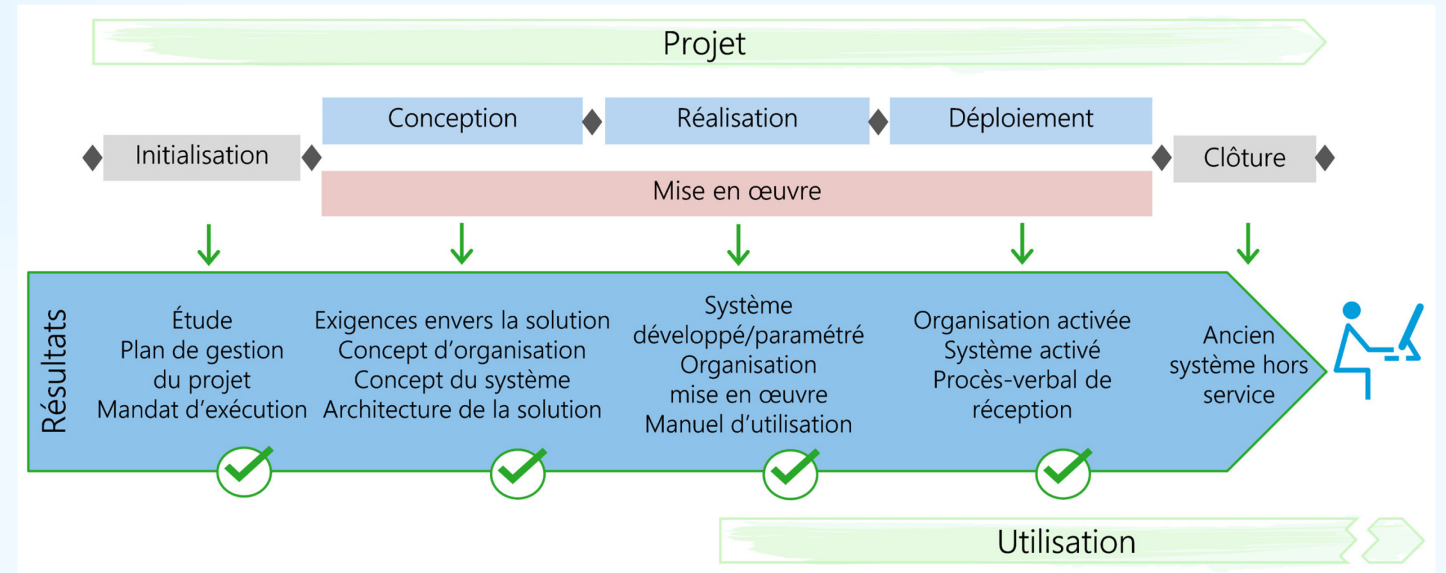 Projet
Conception
Réalisation
Déploiement
Initialisation
Clôture
Mise en œuvre
Résultats
Étude
Plan de gestion
du projet
Mandat d’exécution
Exigences envers la solution
Concept d’organisation
Concept du système
Architecture de la solution
Système
développé/paramétré
Organisation
mise en œuvre
Manuel d’utilisation
Organisation activée
Système activé
Procès-verbal de
réception
Ancien
système hors
service
Utilisation